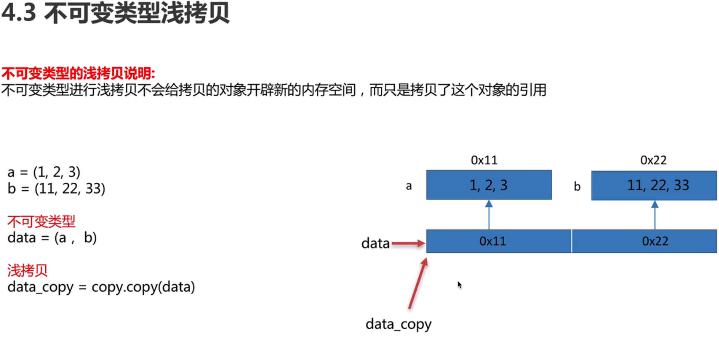 4.3 不可变类型浅拷贝
不可变类型的浅拷贝说明:
不可变类型进行浅拷贝不会给拷贝的对象开辟新的内存空间，而只是拷贝了这个对象的引用
a = (1, 2, 3)
b = (11, 22, 33)
不可变类型
data = (a ， b)
浅拷贝
data_copy = copy.copy(data)
0x11
0x22
a
1, 2, 3
b
11, 22, 33
data
0x11
0x22
data_copy